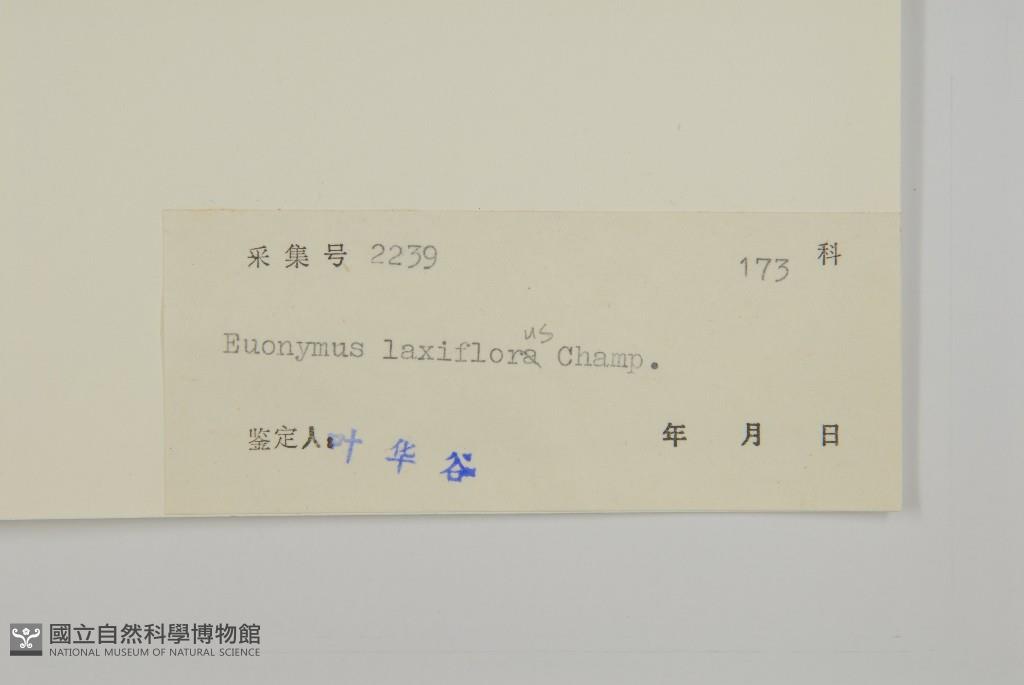 采集号 2239 173 科
us
Euonymus laxiflora Champ.
鉴定人：叶华谷 年 月 日
國立自然科學博物館
NATIONAL MUSEUM OF NATURAL SCIENCE